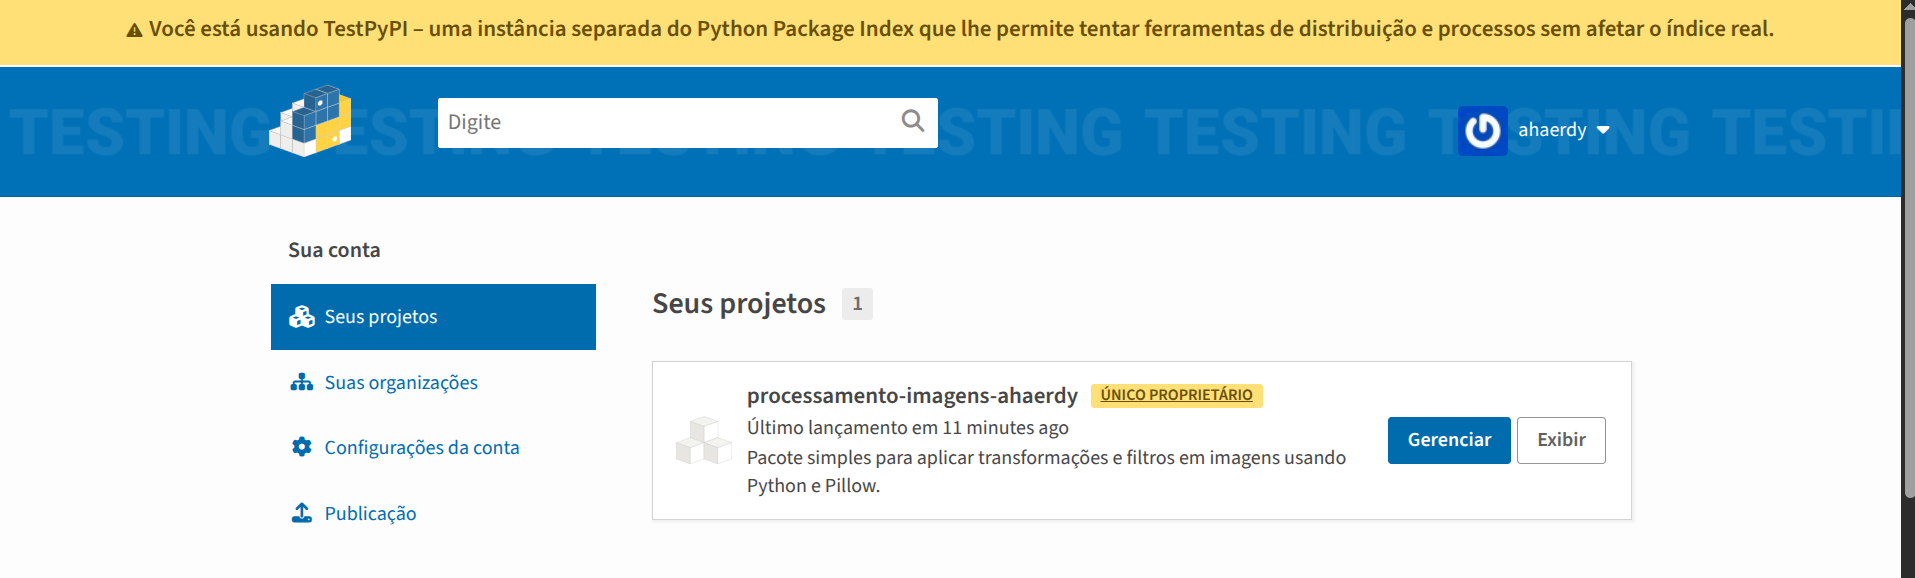 Você está usando TestPyPI – uma instância separada do Python Package Index que lhe permite tentar ferramentas de distribuição e processos sem afetar o índice real.
TESTING TESTING TESTING TESTING TESTING TESTING TESTI
Digite
ahaerdy
Sua conta
Seus projetos
Suas organizações
Configurações da conta
Publicação
Seus projetos 1
processamento-imagens-ahaerdy ÚNICO PROPRIETÁRIO
Último lançamento em 11 minutes ago
Pacote simples para aplicar transformações e filtros em imagens usando
Python e Pillow.
Gerenciar Exibir